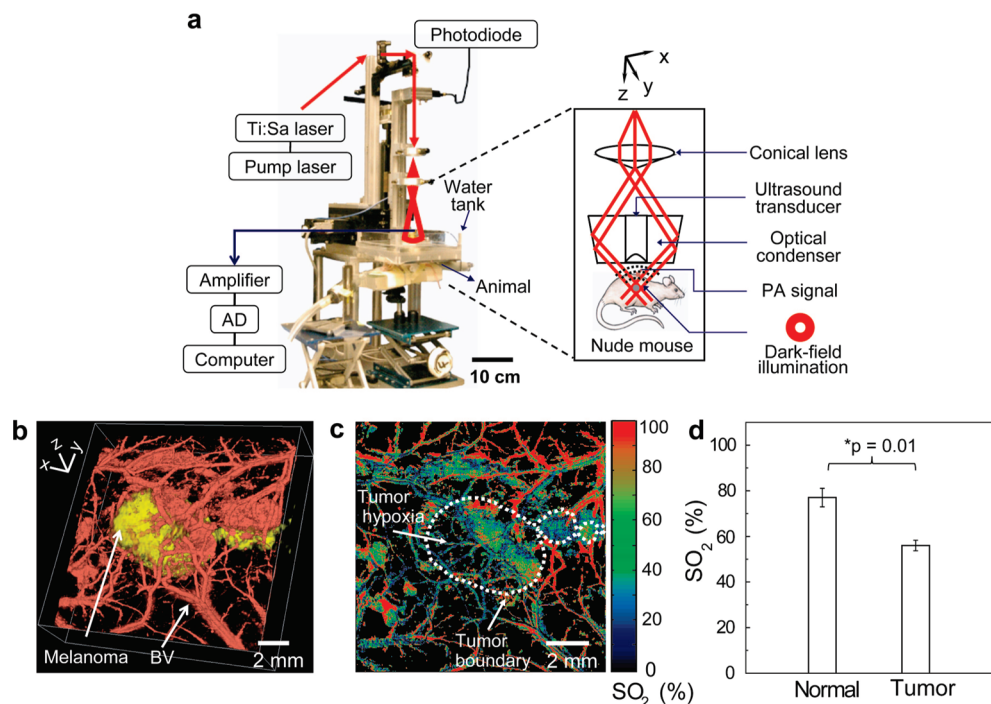 a
Photodiode
Ti:Sa laser
Pump laser
Water
tank
Amplifier
AD
Computer
Animal
10 cm
x
y
z
Conical lens
Ultrasound
transducer
Optical
condenser
PA signal
Nude mouse
Dark-field
illumination
b
z
x
y
Melanoma
BV
2 mm
c
Tumor
hypoxia
Tumor
boundary
2 mm
100
80
60
40
20
0
SO2 (%)
d
*p = 0.01
SO2 (%)
100
80
60
40
20
0
Normal
Tumor